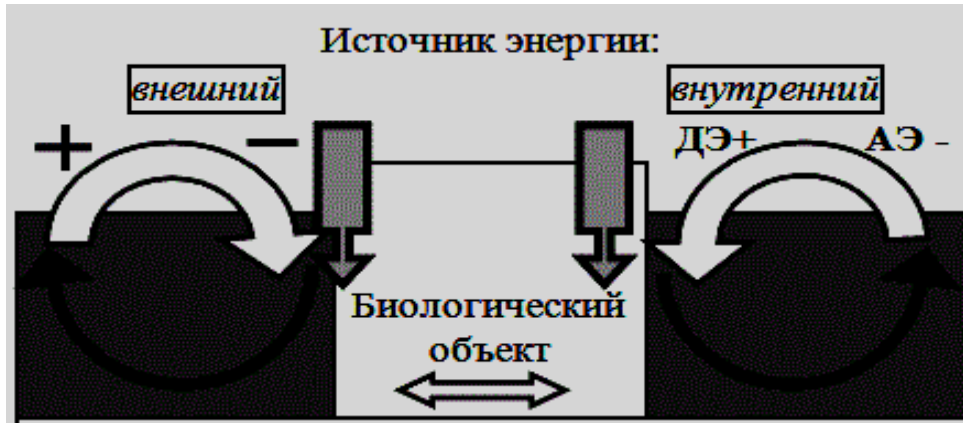 Источник энергии:
внешний
внутренний
+ −
ДЭ+ АЭ -
Биологический
объект